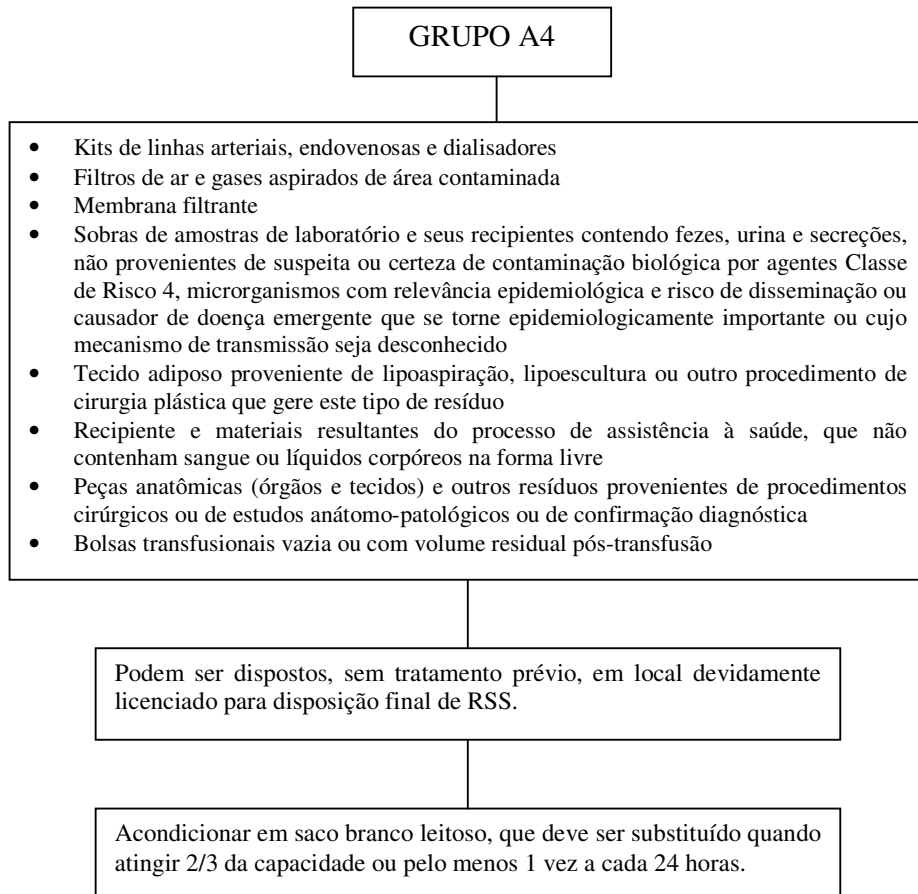 GRUPO A4
• Kits de linhas arteriais, endovenosas e dialisadores
• Filtros de ar e gases aspirados de área contaminada
• Membrana filtrante
• Sobras de amostras de laboratório e seus recipientes contendo fezes, urina e secreções,
não provenientes de suspeita ou certeza de contaminação biológica por agentes Classe
de Risco 4, microrganismos com relevância epidemiológica e risco de disseminação ou
causador de doença emergente que se torne epidemiologicamente importante ou cujo
mecanismo de transmissão seja desconhecido
• Tecido adiposo proveniente de lipoaspiração, lipoescultura ou outro procedimento de
cirurgia plástica que gere este tipo de resíduo
• Recipiente e materiais resultantes do processo de assistência à saúde, que não
contenham sangue ou líquidos corpóreos na forma livre
• Peças anatômicas (órgãos e tecidos) e outros resíduos provenientes de procedimentos
cirúrgicos ou de estudos anátomo-patológicos ou de confirmação diagnóstica
• Bolsas transfusionais vazia ou com volume residual pós-transfusão
Podem ser dispostos, sem tratamento prévio, em local devidamente
licenciado para disposição final de RSS.
Acondicionar em saco branco leitoso, que deve ser substituído quando
atingir 2/3 da capacidade ou pelo menos 1 vez a cada 24 horas.